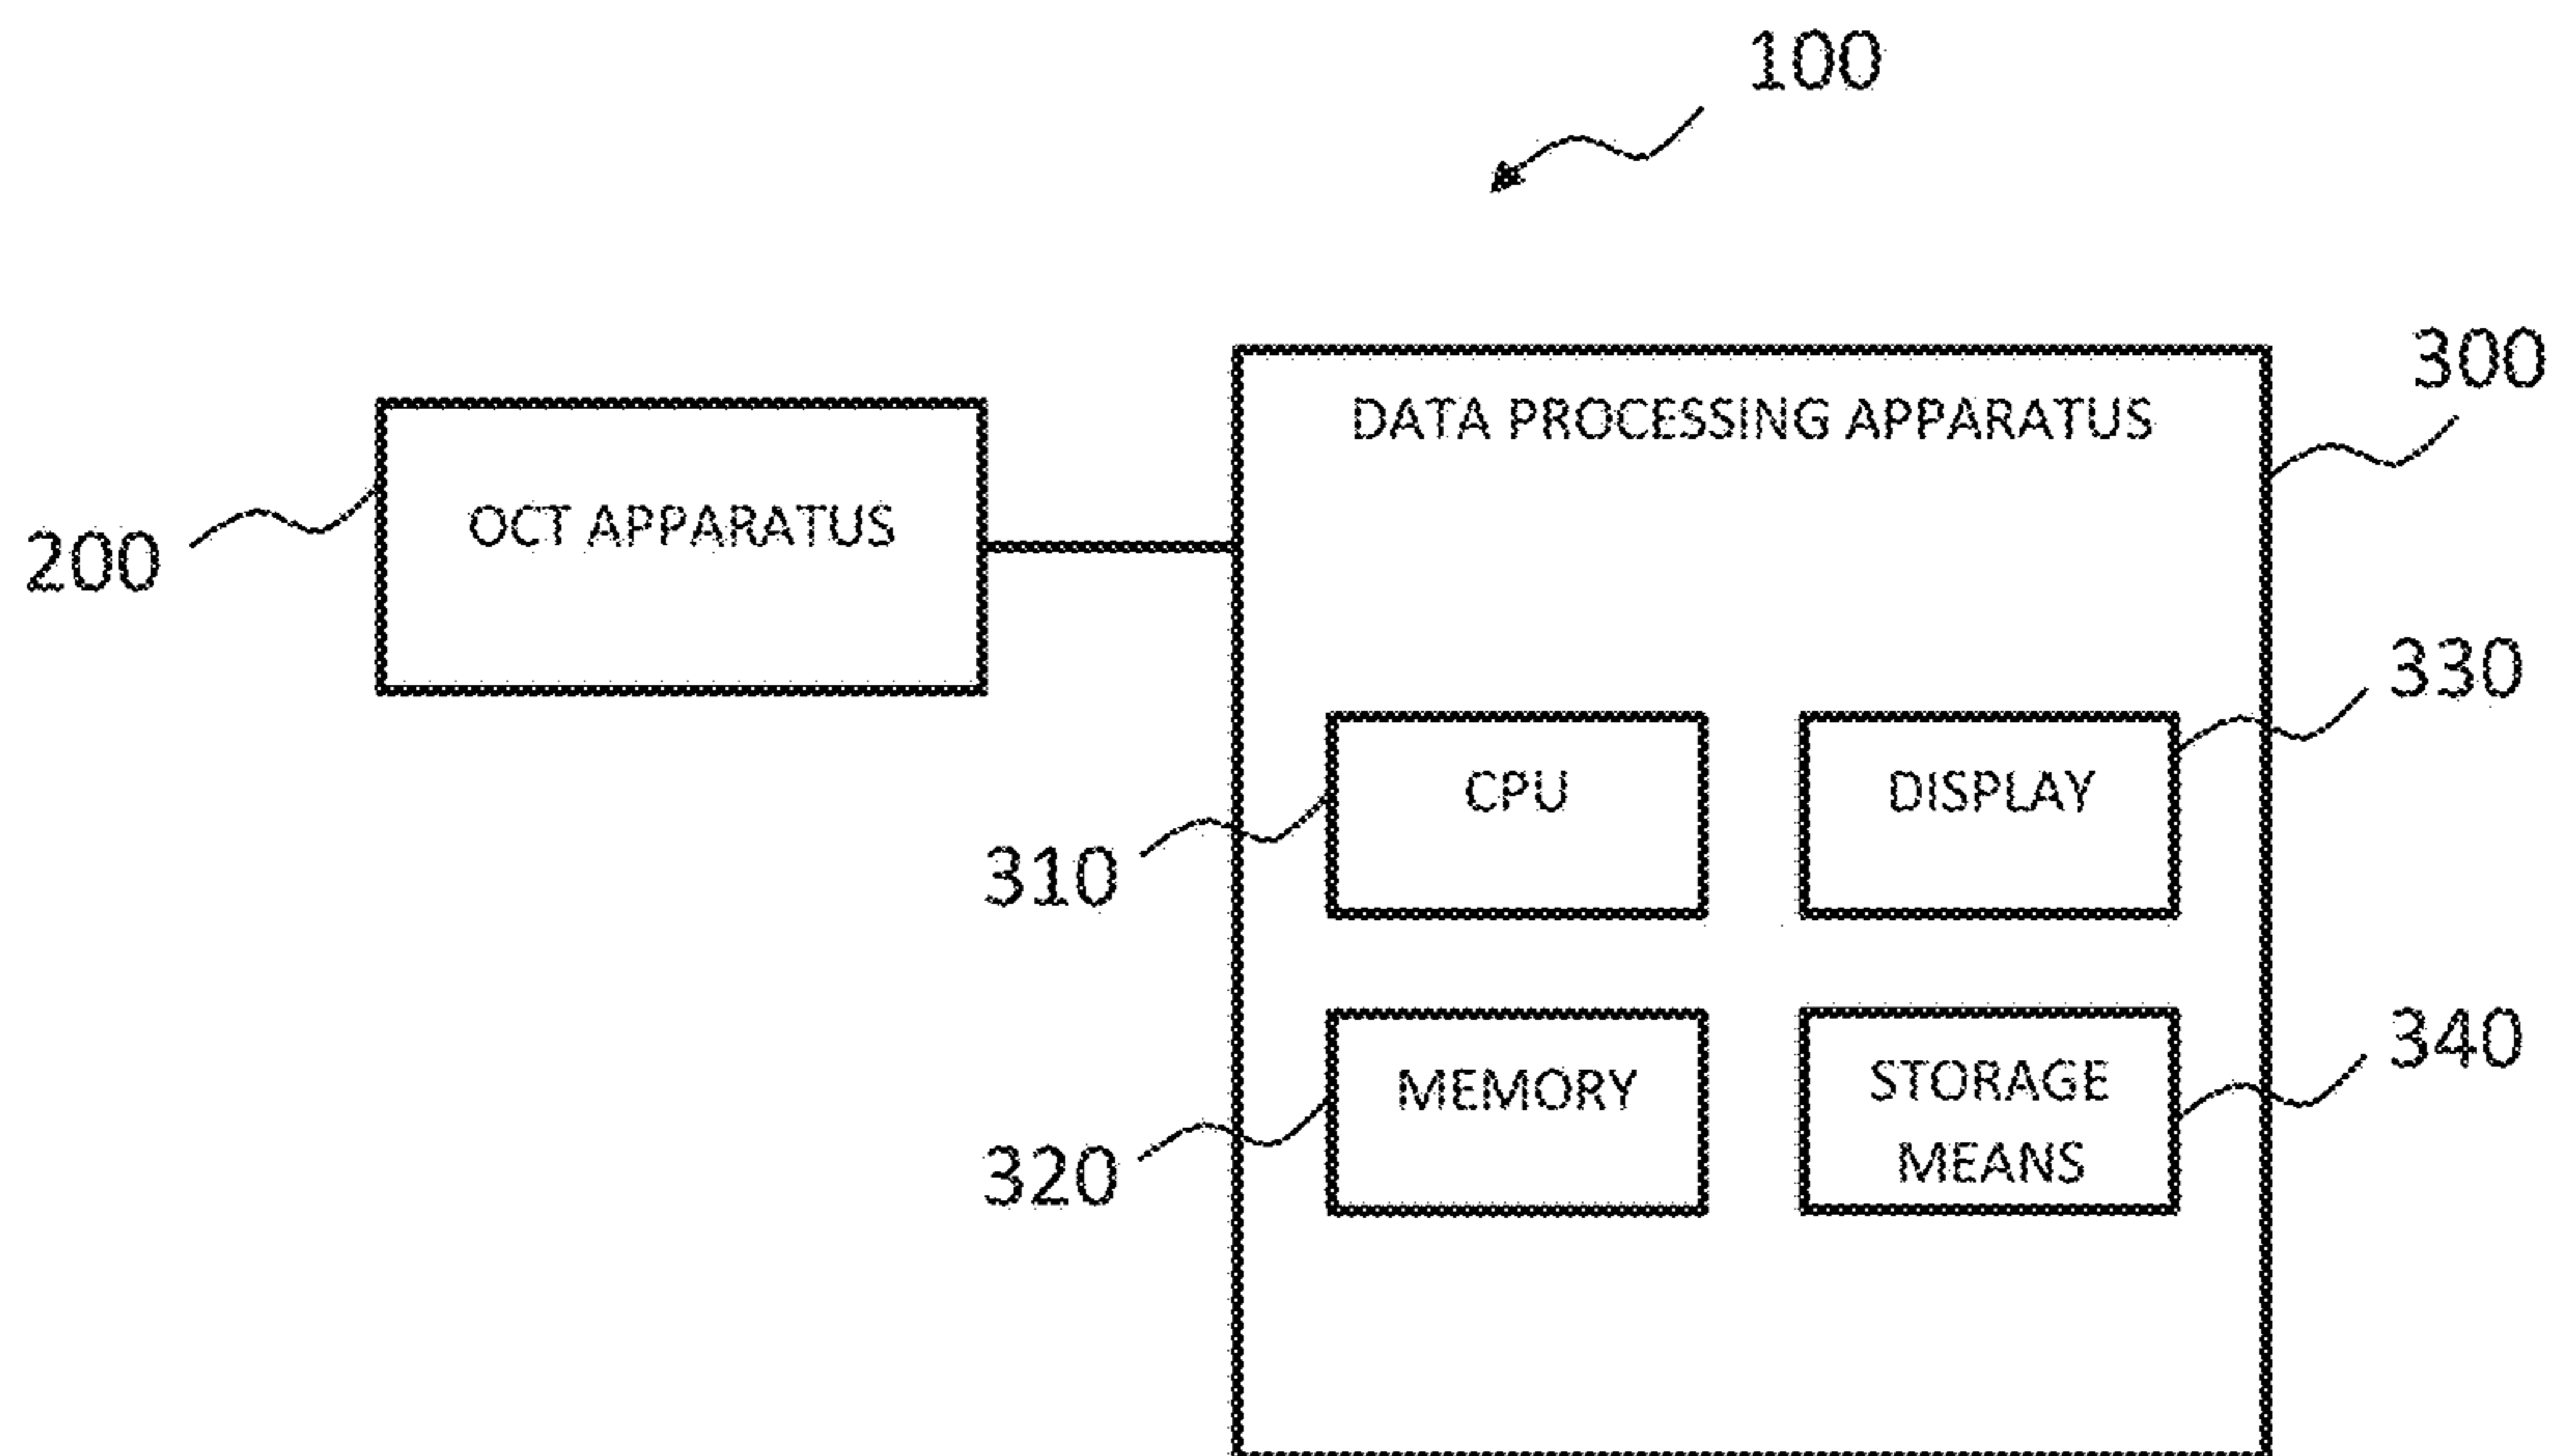 100
300
DATA PROCESSING APPARATUS
OCT APPARATUS
200
330
CPU
DISPLAY
310
340
MEMORY
STORAGE
MEANS
320